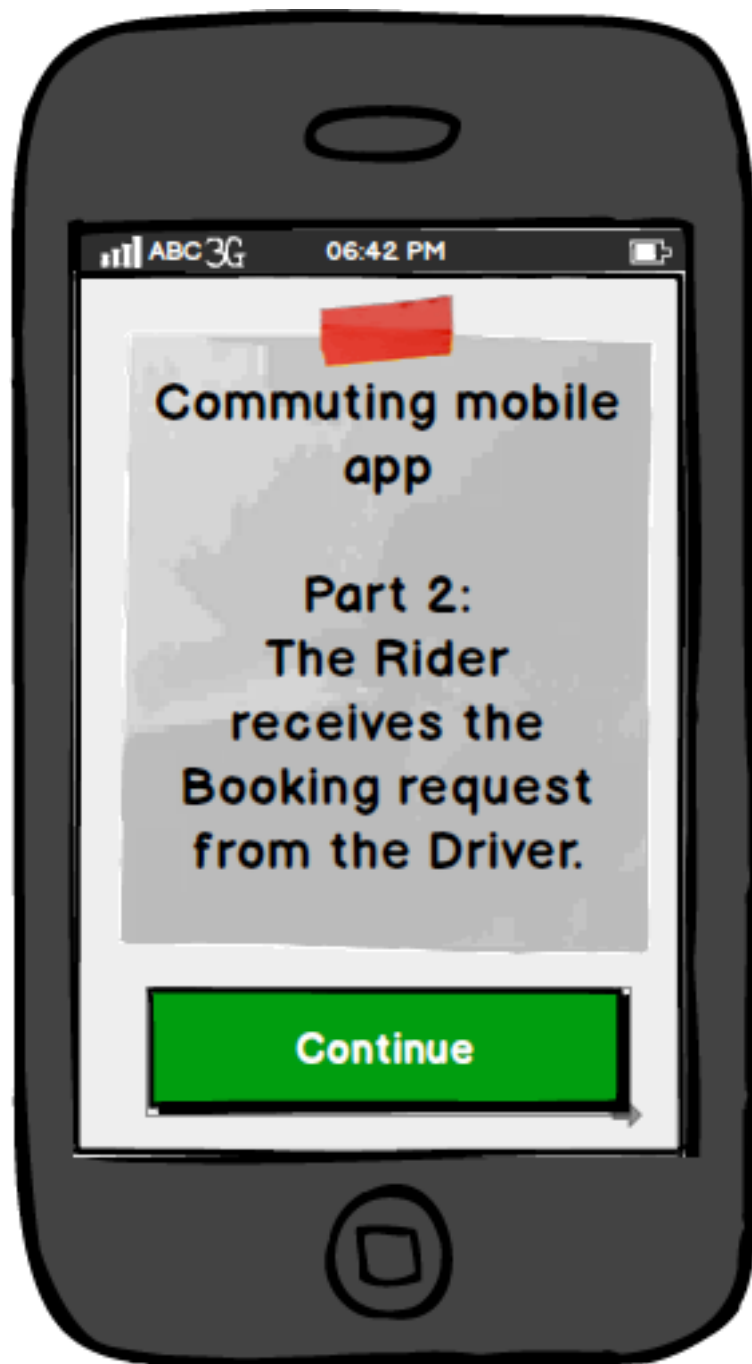 ABC 3G 06:42 PM
Commuting mobile
app
Part 2:
The Rider
receives the
Booking request
from the Driver.
Continue